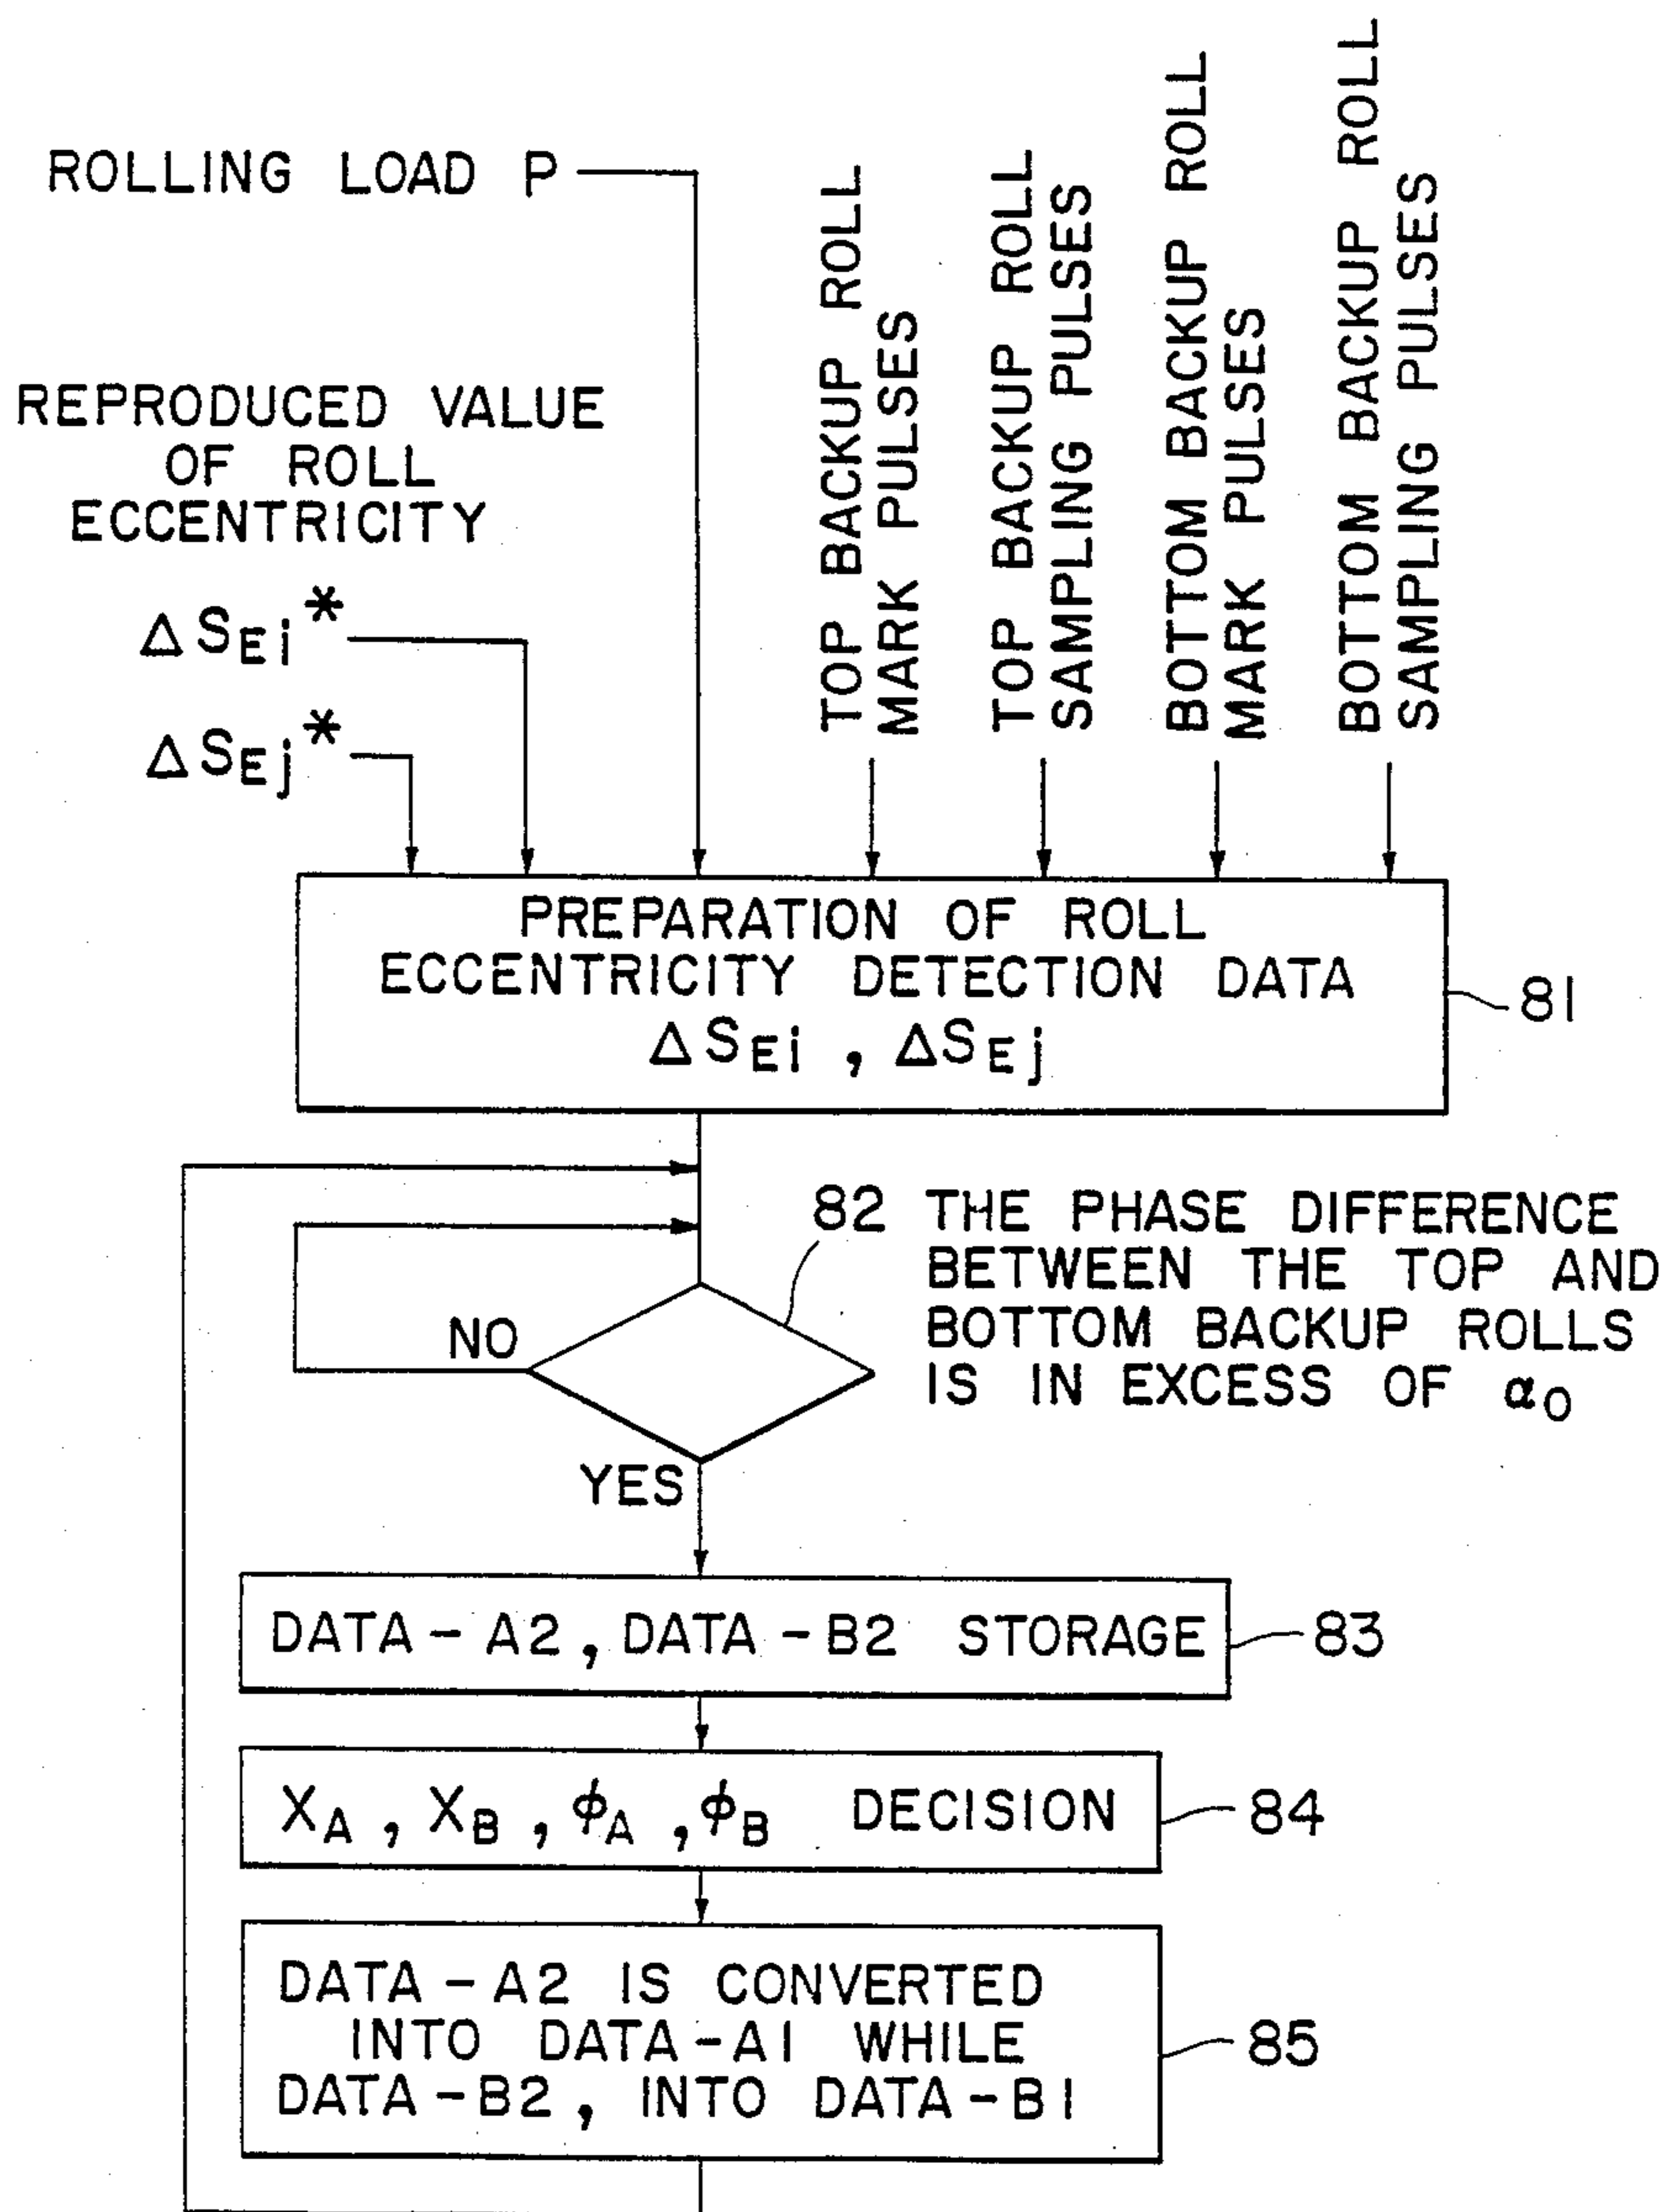 ROLLING LOAD P
REPRODUCED VALUE
OF ROLL
ECCENTRICITY
ΔSEi*
ΔSEj*
TOP BACKUP ROLL
MARK PULSES
TOP BACKUP ROLL
SAMPLING PULSES
BOTTOM BACKUP ROLL
MARK PULSES
BOTTOM BACKUP ROLL
SAMPLING PULSES
PREPARATION OF ROLL
ECCENTRICITY DETECTION DATA
ΔSEi , ΔSEj
81
82
THE PHASE DIFFERENCE
BETWEEN THE TOP AND
BOTTOM BACKUP ROLLS
IS IN EXCESS OF α0
NO
YES
DATA-A2, DATA-B2 STORAGE
83
XA , XB , ϕA , ϕB DECISION
84
DATA-A2 IS CONVERTED
INTO DATA-A1 WHILE
DATA-B2, INTO DATA-B1
85